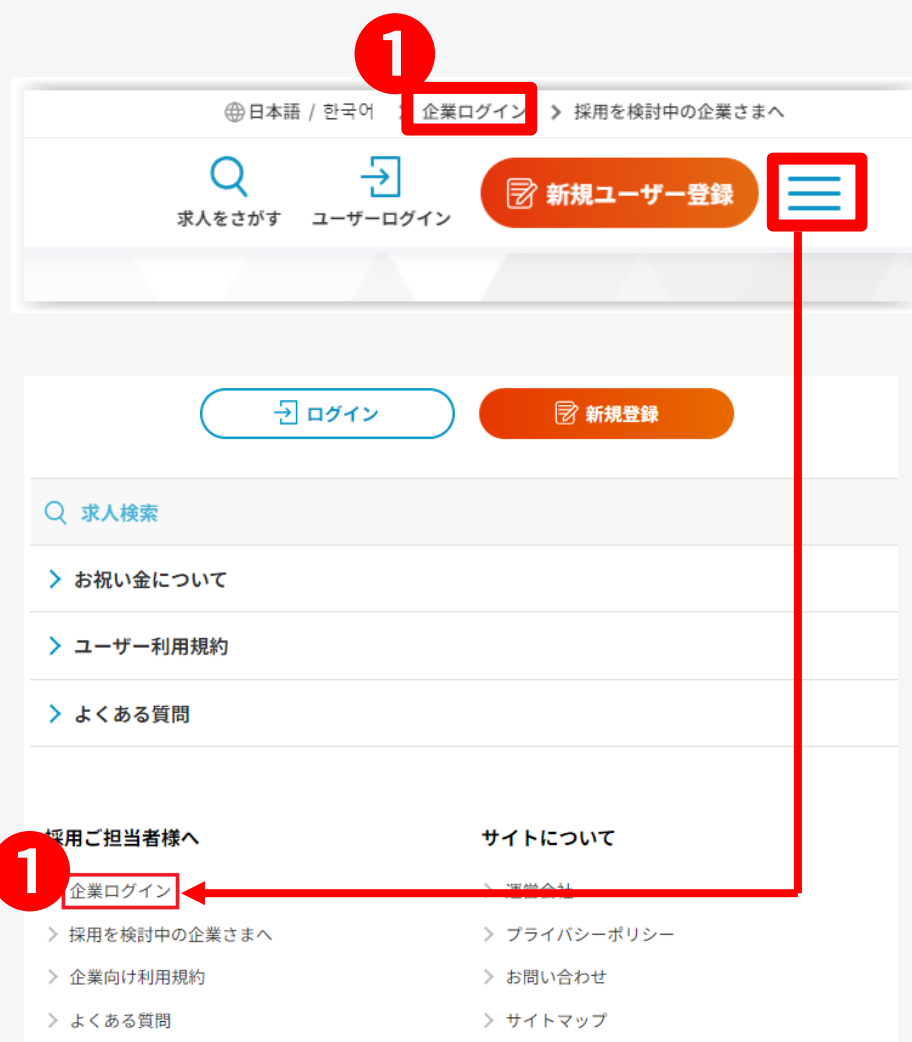 1
日本語 / 한국어 企業ログイン 採用を検討中の企業さまへ
求人をさがす ユーザーログイン 新規ユーザー登録
ログイン 新規登録
求人検索
お祝い金について
ユーザー利用規約
よくある質問
採用ご担当者様へ サイトについて
1 企業ログイン 運営会社
採用を検討中の企業さまへ プライバシーポリシー
企業向け利用規約 お問い合わせ
よくある質問 サイトマップ